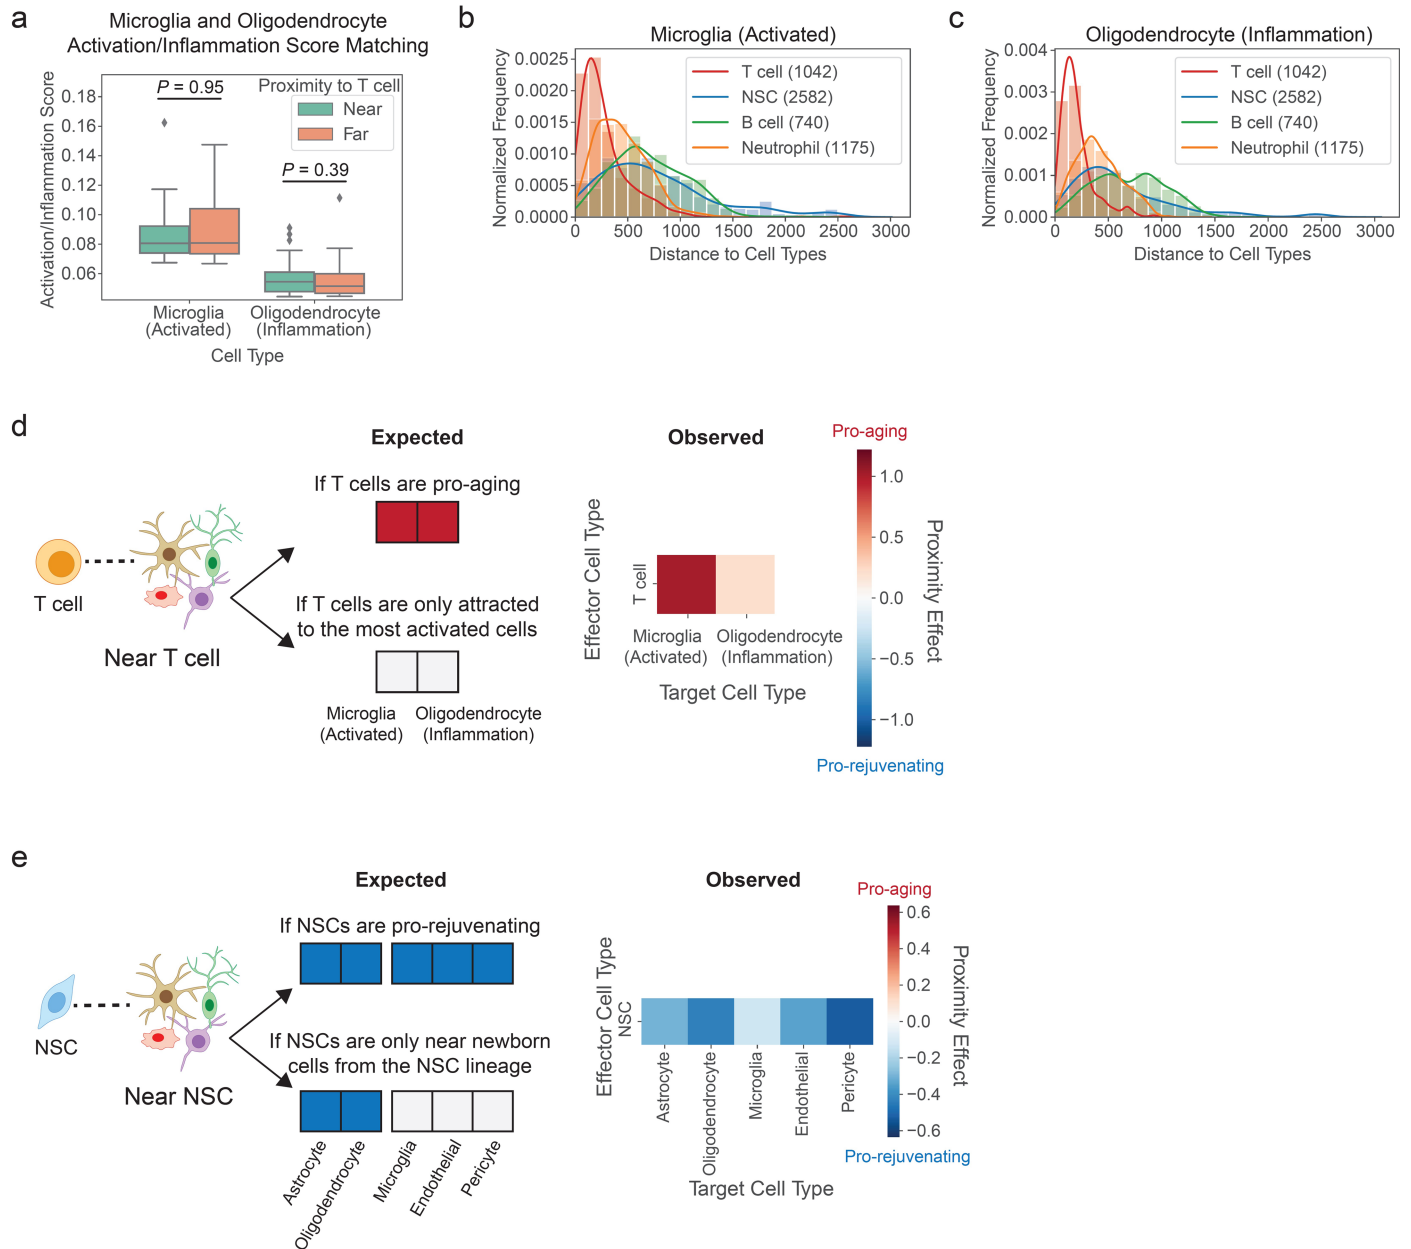 a
Microglia and Oligodendrocyte
Activation/Inflammation Score Matching
Activation/Inflammation Score
0.18
0.16
0.14
0.12
0.10
0.08
0.06
P = 0.95
Proximity to T cell
Near
Far
P = 0.39
Microglia
(Activated)
Oligodendrocyte
(Inflammation)
Cell Type
b
Microglia (Activated)
Normalized Frequency
0.0025
0.0020
0.0015
0.0010
0.0005
0.0000
T cell (1042)
NSC (2582)
B cell (740)
Neutrophil (1175)
0 500 1000 1500 2000 2500 3000
Distance to Cell Types
c
Oligodendrocyte (Inflammation)
Normalized Frequency
0.004
0.003
0.002
0.001
0.000
T cell (1042)
NSC (2582)
B cell (740)
Neutrophil (1175)
0 500 1000 1500 2000 2500 3000
Distance to Cell Types
d
Expected
Observed
T cell
Near T cell
If T cells are pro-aging
If T cells are only attracted
to the most activated cells
Microglia
(Activated)
Oligodendrocyte
(Inflammation)
Effector Cell Type
T cell
Microglia
(Activated)
Oligodendrocyte
(Inflammation)
Target Cell Type
Pro-aging
1.0
0.5
0.0
−0.5
−1.0
Proximity Effect
Pro-rejuvenating
e
Expected
Observed
NSC
Near NSC
If NSCs are pro-rejuvenating
If NSCs are only near newborn
cells from the NSC lineage
Astrocyte
Oligodendrocyte
Microglia
Endothelial
Pericyte
Effector Cell Type
NSC
Astrocyte
Oligodendrocyte
Microglia
Endothelial
Pericyte
Target Cell Type
Pro-aging
0.6
0.4
0.2
0.0
−0.2
−0.4
−0.6
Proximity Effect
Pro-rejuvenating